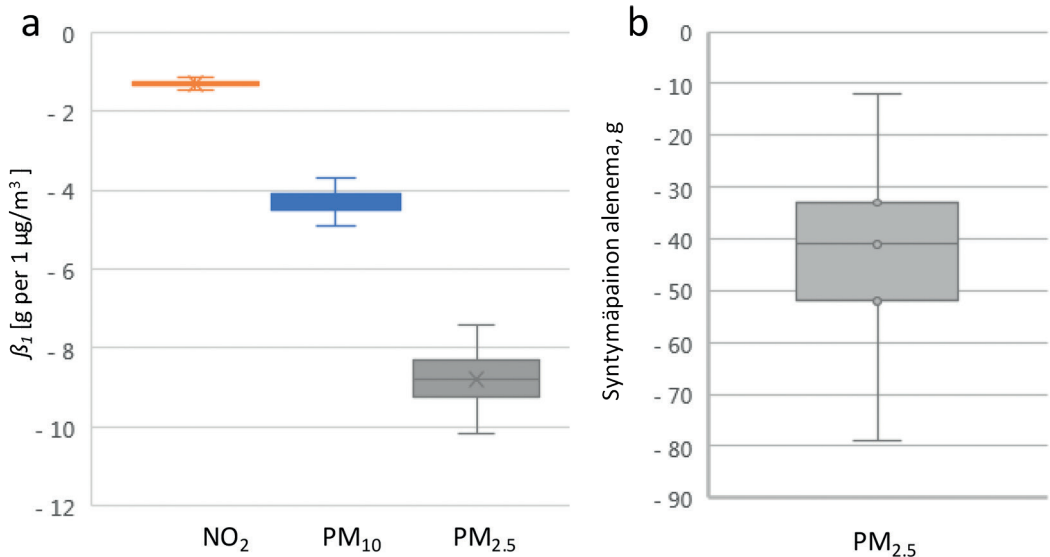 a
0
- 2
- 4
- 6
- 8
- 10
- 12
β₁ [g per 1 µg/m³ ]
NO₂
PM₁₀
PM₂.₅
b
0
- 10
- 20
- 30
- 40
- 50
- 60
- 70
- 80
- 90
Syntymäpainon alenema, g
PM₂.₅